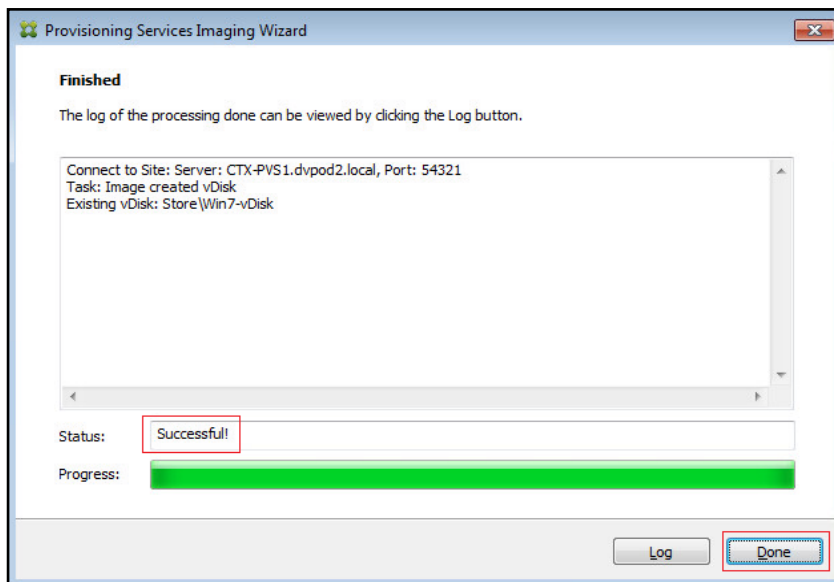 Provisioning Services Imaging Wizard
Finished
The log of the processing done can be viewed by clicking the Log button.
Connect to Site: Server: CTX-PVS1.dvpod2.local, Port: 54321
Task: Image created vDisk
Existing vDisk: Store\Win7-vDisk
Status: Successful!
Progress:
Log Done